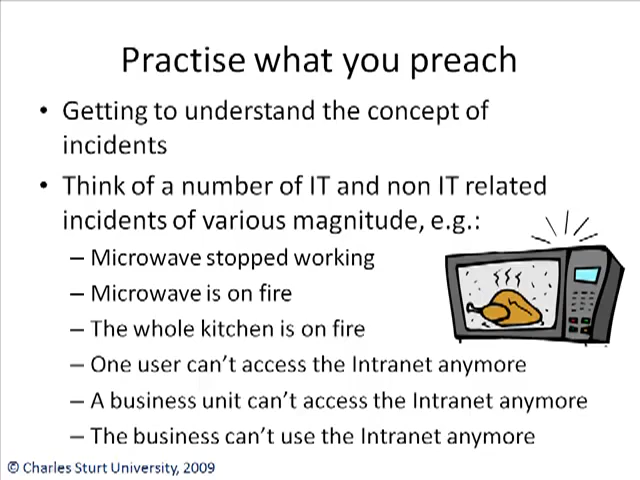 Practise what you preach
• Getting to understand the concept of
incidents
• Think of a number of IT and non IT related
incidents of various magnitude, e.g.:
– Microwave stopped working
– Microwave is on fire
– The whole kitchen is on fire
– One user can't access the Intranet anymore
– A business unit can't access the Intranet anymore
– The business can't use the Intranet anymore
© Charles Sturt University, 2009